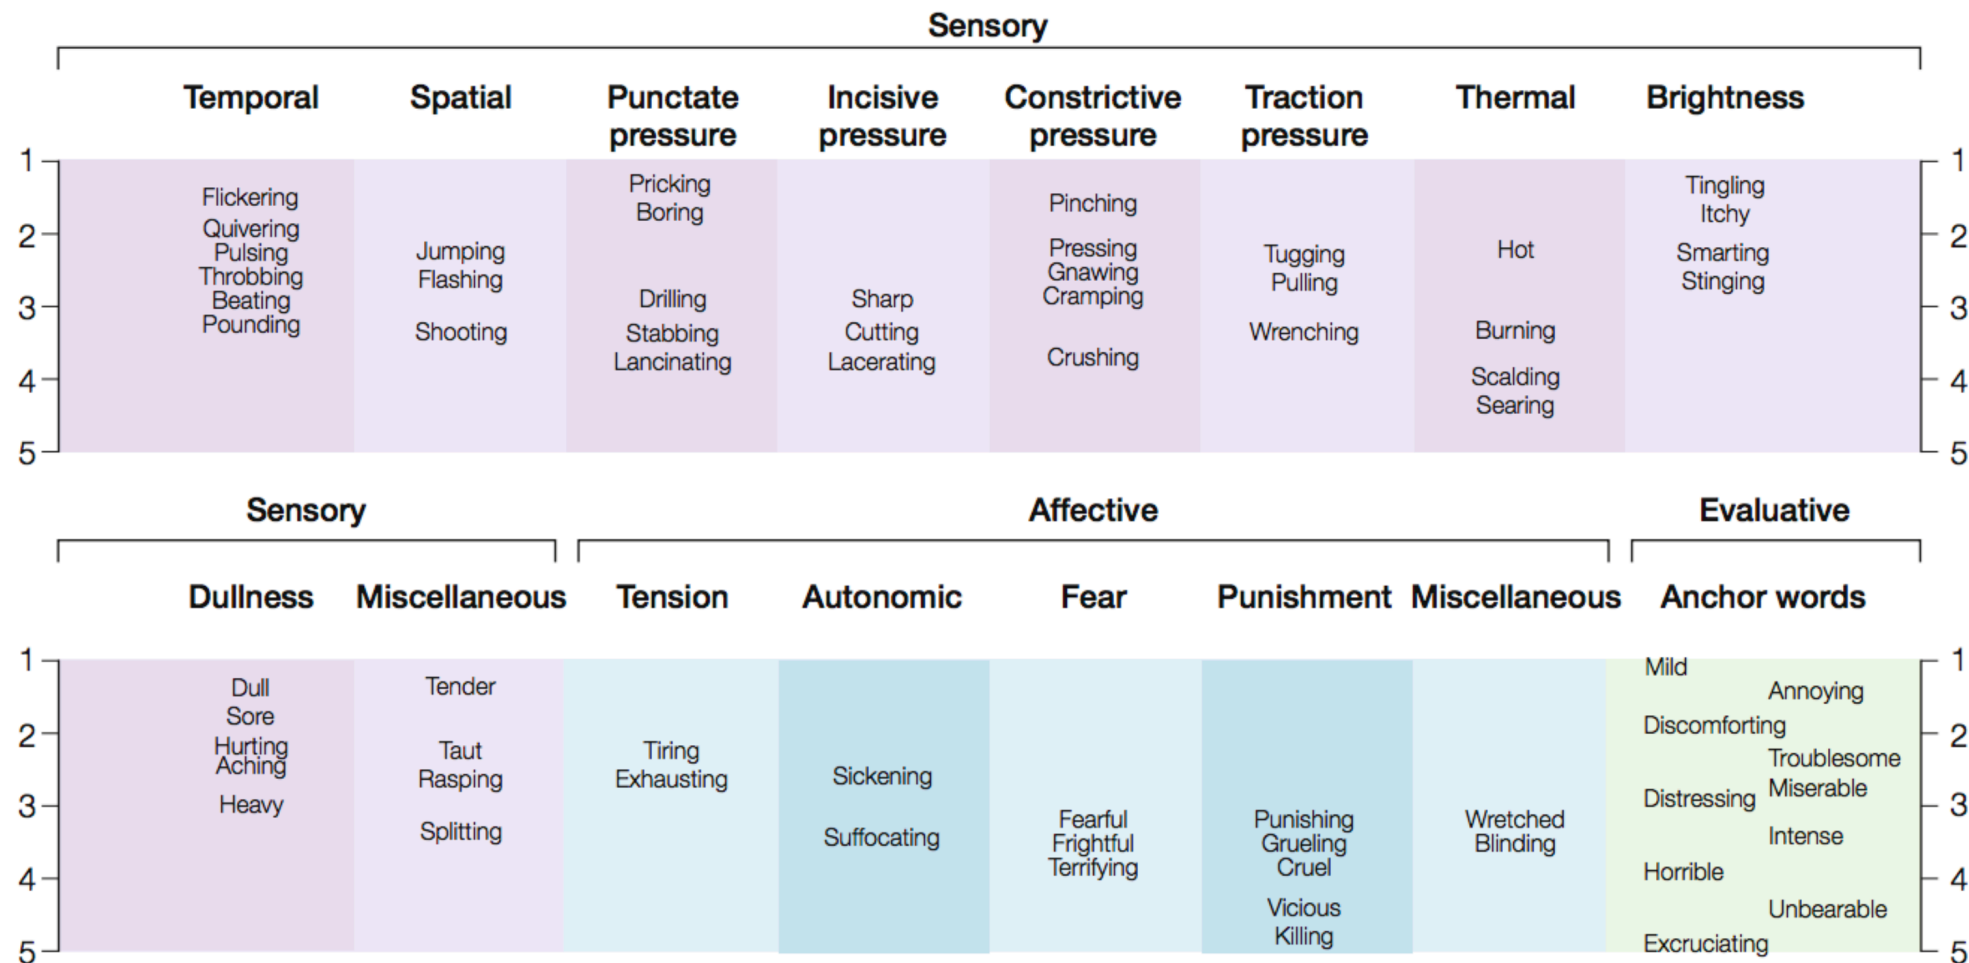 Sensory
Temporal Spatial Punctate pressure Incisive pressure Constrictive pressure Traction pressure Thermal Brightness
1
2
3
4
5
Flickering
Quivering
Pulsing
Throbbing
Beating
Pounding
Jumping
Flashing
Shooting
Pricking
Boring
Drilling
Stabbing
Lancinating
Sharp
Cutting
Lacerating
Pinching
Pressing
Gnawing
Cramping
Crushing
Tugging
Pulling
Wrenching
Hot
Burning
Scalding
Searing
Tingling
Itchy
Smarting
Stinging
1
2
3
4
5
Sensory Affective Evaluative
Dullness Miscellaneous Tension Autonomic Fear Punishment Miscellaneous Anchor words
1
2
3
4
5
Dull
Sore
Hurting
Aching
Heavy
Tender
Taut
Rasping
Splitting
Tiring
Exhausting
Sickening
Suffocating
Fearful
Frightful
Terrifying
Punishing
Grueling
Cruel
Vicious
Killing
Wretched
Blinding
Mild
Annoying
Discomforting
Troublesome
Miserable
Distressing
Intense
Horrible
Unbearable
Excruciating
1
2
3
4
5